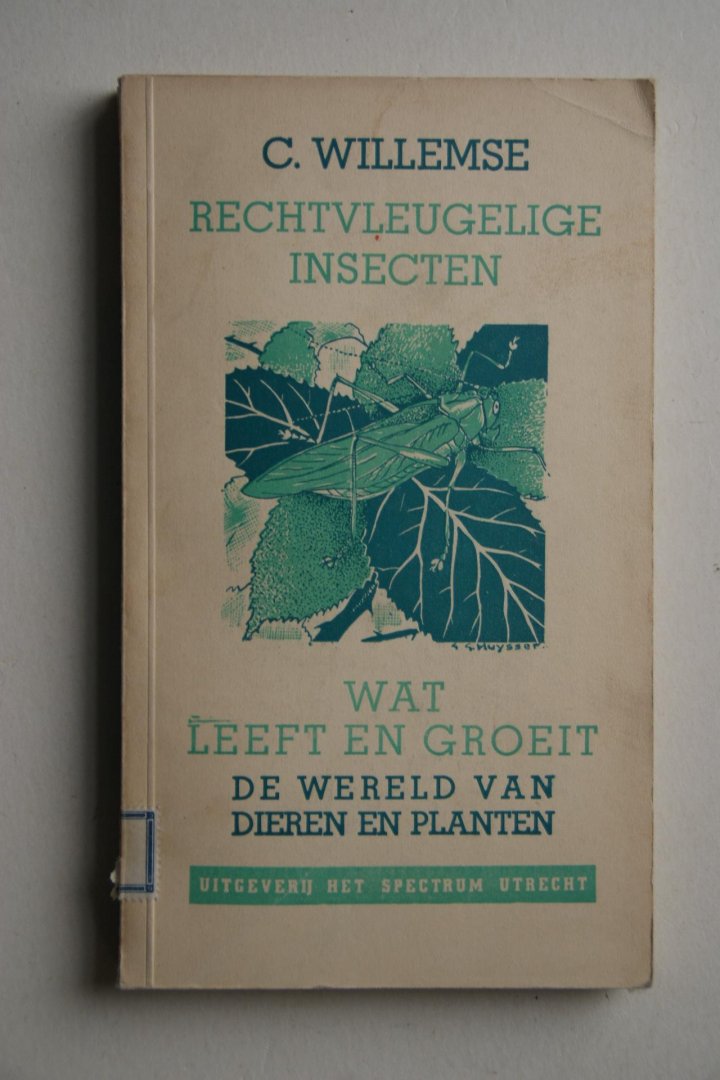 C. WILLEMSE
RECHTVLEUGELIGE
INSECTEN
WAT
LEEFT EN GROEIT
DE WERELD VAN
DIEREN EN PLANTEN
UITGEVERIJ HET SPECTRUM UTRECHT